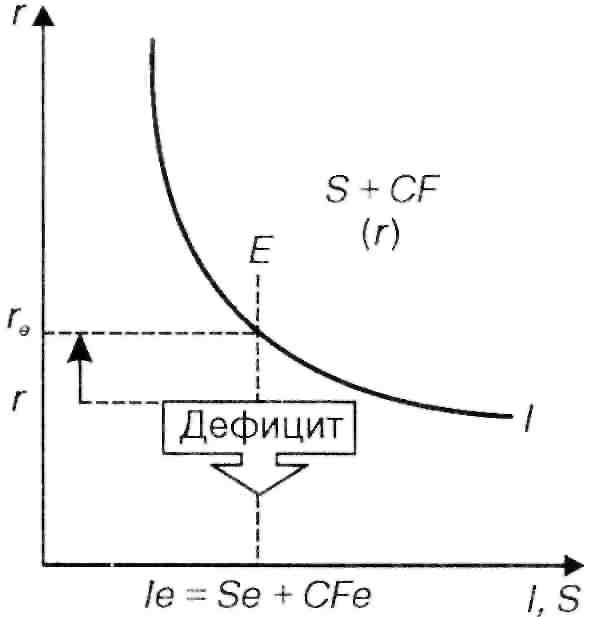 r
S + CF
(r)
E
rₑ
r
Дефицит
I
Ie = Se + CFe
I, S